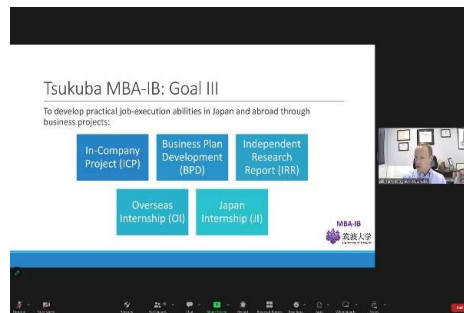 Tsukuba MBA-IB: Goal III
To develop practical job-execution abilities in Japan and abroad through
business projects:
In-Company
Project (ICP)
Business Plan
Development
(BPD)
Independent
Research
Report (IRR)
Overseas
Internship (OI)
Japan
Internship (JI)
MBA-IB
筑波大学